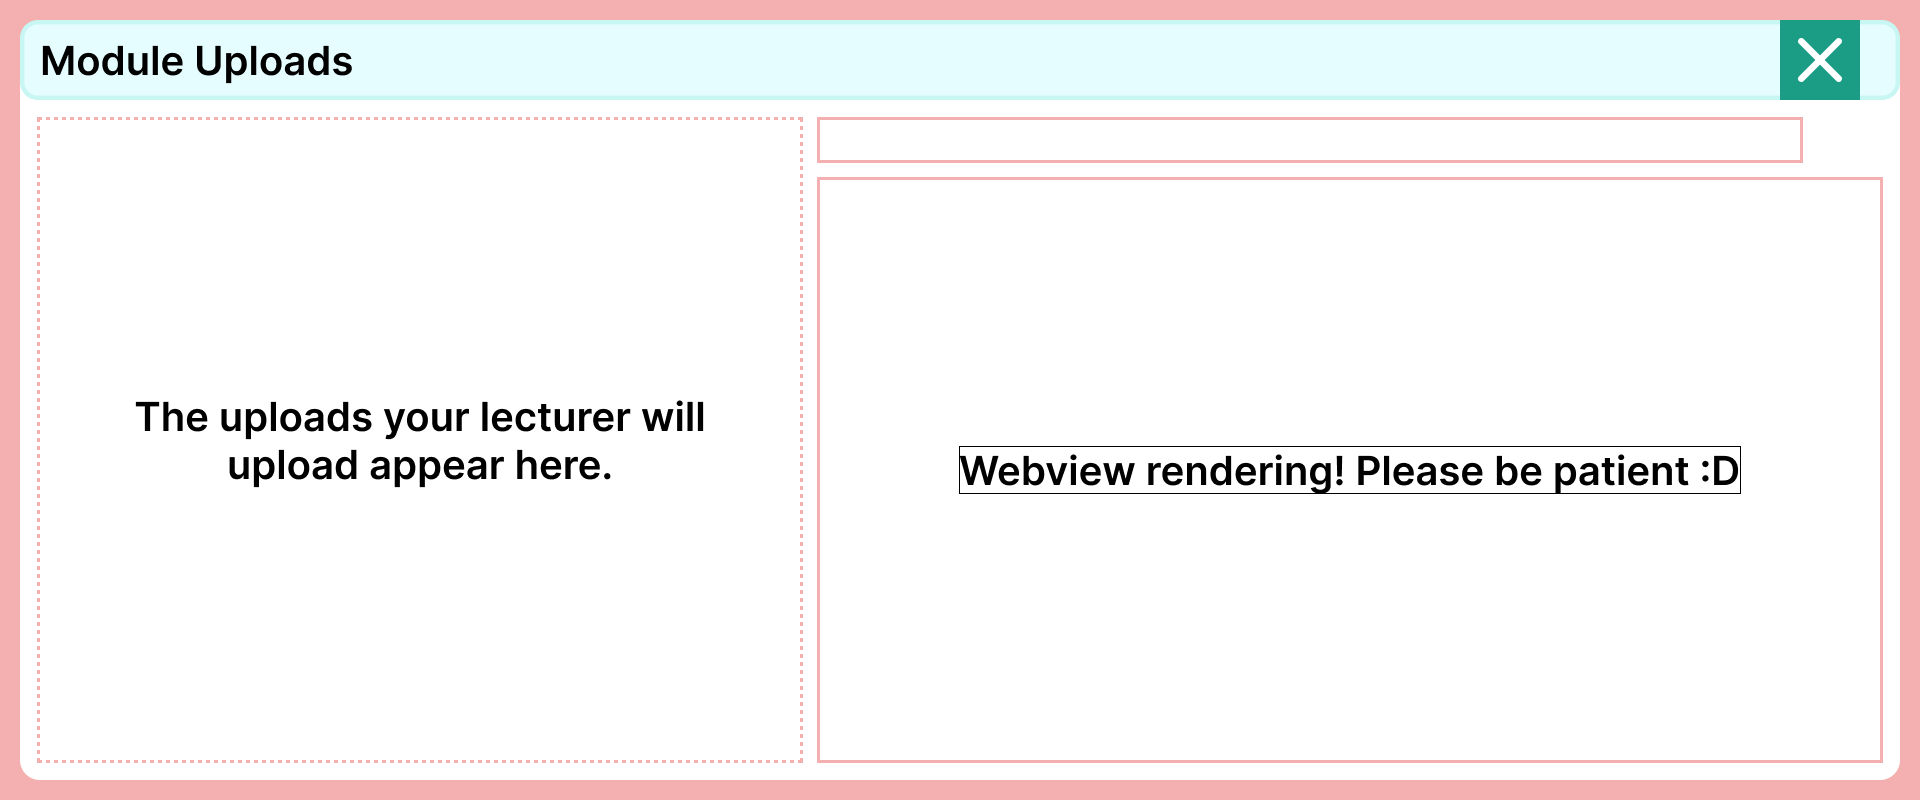 Module Uploads
The uploads your lecturer will
upload appear here.
Webview rendering! Please be patient :D